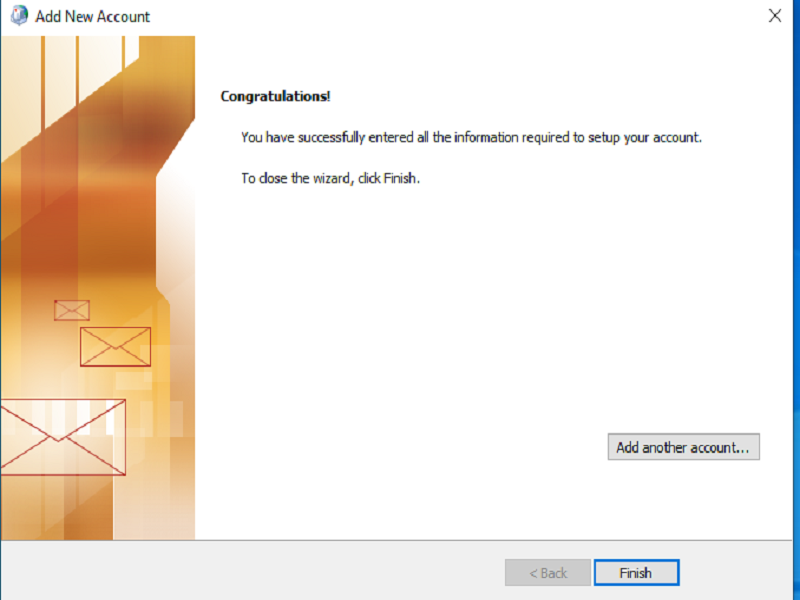 Add New Account
Congratulations!
You have successfully entered all the information required to setup your account.
To close the wizard, click Finish.
Add another account...
< Back
Finish